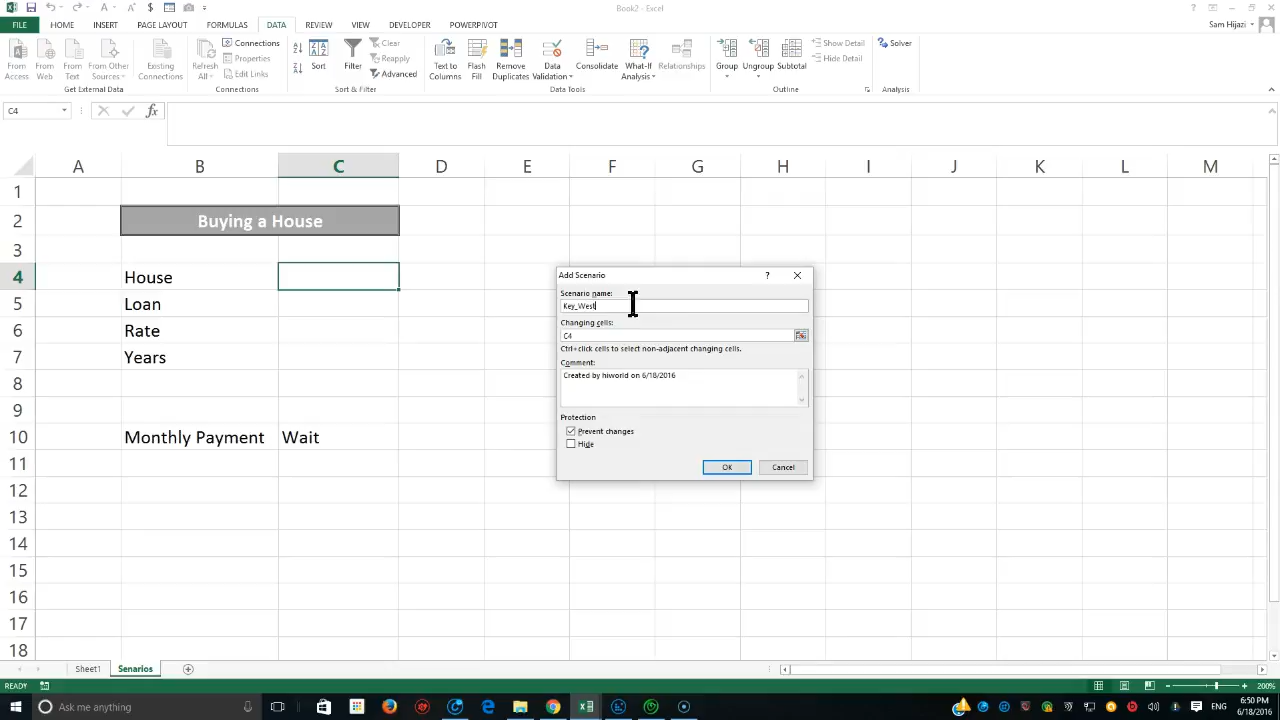 Book2 - Excel
FILE HOME INSERT PAGE LAYOUT FORMULAS DATA REVIEW VIEW DEVELOPER POWERPIVOT Sam Hijazi
From Access
From Web
From Text
From Other Sources
Existing Connections
Get External Data
Refresh All
Connections
Properties
Edit Links
Connections
Sort
Filter
Clear
Reapply
Advanced
Sort & Filter
Text to Columns
Flash Fill
Remove Duplicates
Data Validation
Consolidate
What-If Analysis
Relationships
Data Tools
Group
Ungroup
Subtotal
Show Detail
Hide Detail
Outline
Solver
Analysis
C4 fx
A B C D E F G H I J K L M
1
2 Buying a House
3
4 House
5 Loan
6 Rate
7 Years
8
9
10 Monthly Payment Wait
11
12
13
14
15
16
17
18
Add Scenario ?
Scenario name:
Key_West
Changing cells:
C4
Ctrl+click cells to select non-adjacent changing cells.
Comment:
Created by hiworld on 6/18/2016
Protection
Prevent changes
Hide
OK Cancel
Sheet1 Senarios
READY 200%
Ask me anything ENG 6:50 PM
6/18/2016